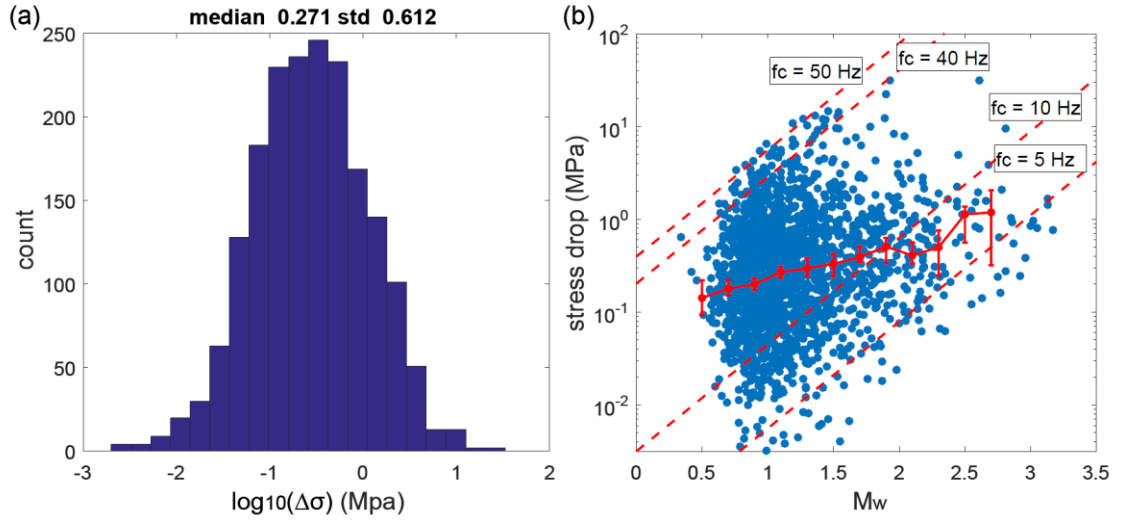 (a)
median 0.271 std 0.612
250
200
150
100
50
0
count
-3
-2
-1
0
1
2
log10(Δσ) (Mpa)
(b)
10^2
10^1
10^0
10^-1
10^-2
stress drop (MPa)
fc = 50 Hz
fc = 40 Hz
fc = 10 Hz
fc = 5 Hz
0
0.5
1
1.5
2
2.5
3
3.5
Mw